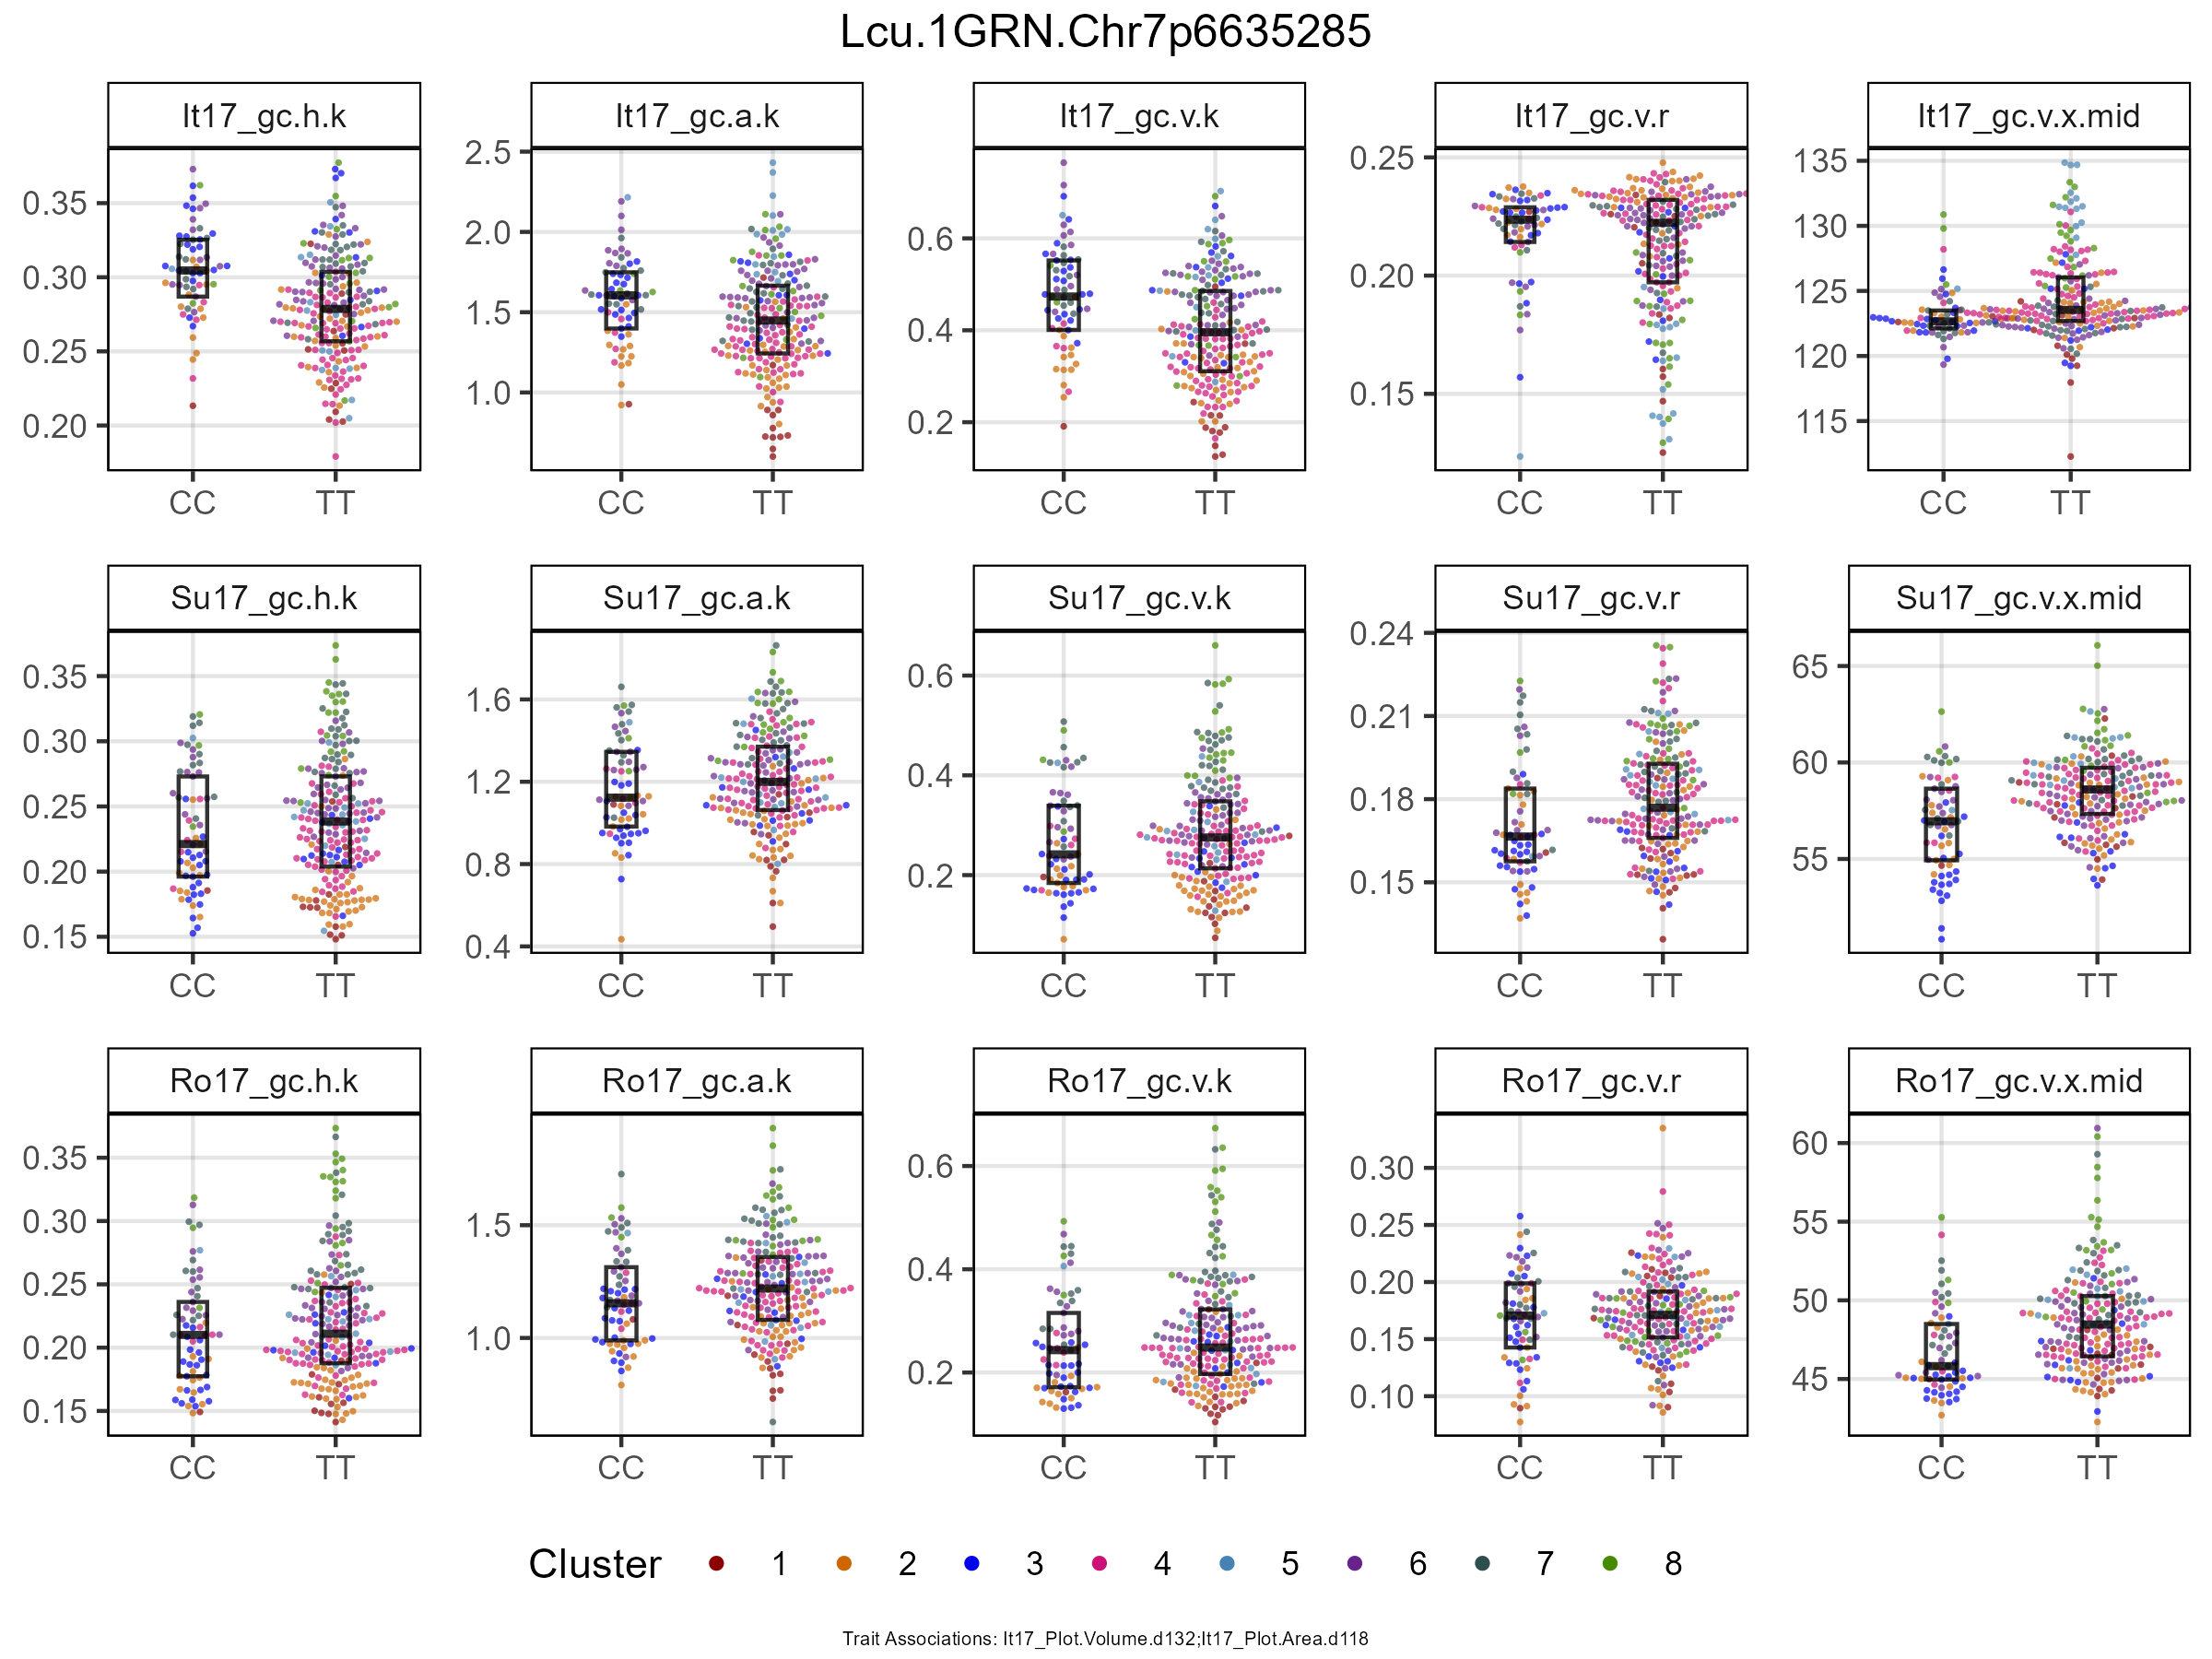 Lcu.1GRN.Chr7p6635285
It17_gc.h.k It17_gc.a.k It17_gc.v.k It17_gc.v.r It17_gc.v.x.mid
0.35 0.30 0.25 0.20
2.5 2.0 1.5 1.0
0.6 0.4 0.2
0.25 0.20 0.15
135 130 125 120 115
CC TT CC TT CC TT CC TT CC TT
Su17_gc.h.k Su17_gc.a.k Su17_gc.v.k Su17_gc.v.r Su17_gc.v.x.mid
0.35 0.30 0.25 0.20 0.15
1.6 1.2 0.8 0.4
0.6 0.4 0.2
0.24 0.21 0.18 0.15
65 60 55
CC TT CC TT CC TT CC TT CC TT
Ro17_gc.h.k Ro17_gc.a.k Ro17_gc.v.k Ro17_gc.v.r Ro17_gc.v.x.mid
0.35 0.30 0.25 0.20 0.15
1.5 1.0
0.6 0.4 0.2
0.30 0.25 0.20 0.15 0.10
60 55 50 45
CC TT CC TT CC TT CC TT CC TT
Cluster 1 2 3 4 5 6 7 8
Trait Associations: It17_Plot.Volume.d132;It17_Plot.Area.d118